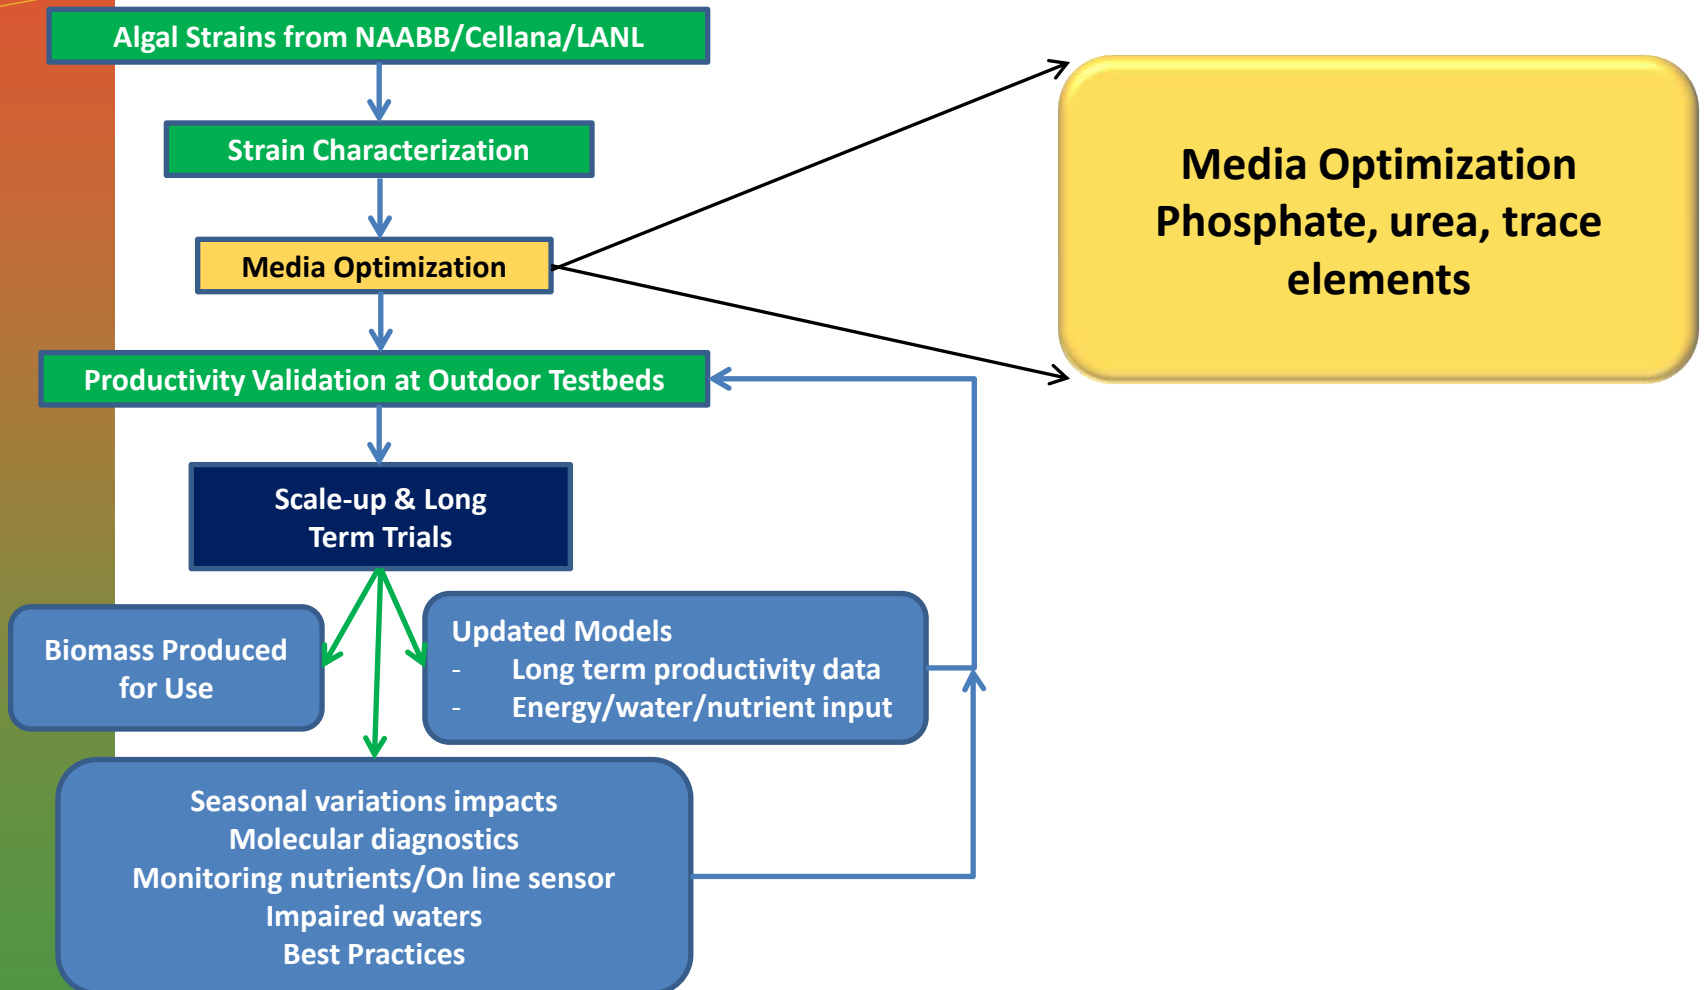 Algal Strains from NAABB/Cellana/LANL
Strain Characterization
Media Optimization
Productivity Validation at Outdoor Testbeds
Scale-up & Long
Term Trials
Biomass Produced
for Use
Updated Models
- Long term productivity data
- Energy/water/nutrient input
Seasonal variations impacts
Molecular diagnostics
Monitoring nutrients/On line sensor
Impaired waters
Best Practices
Media Optimization
Phosphate, urea, trace
elements